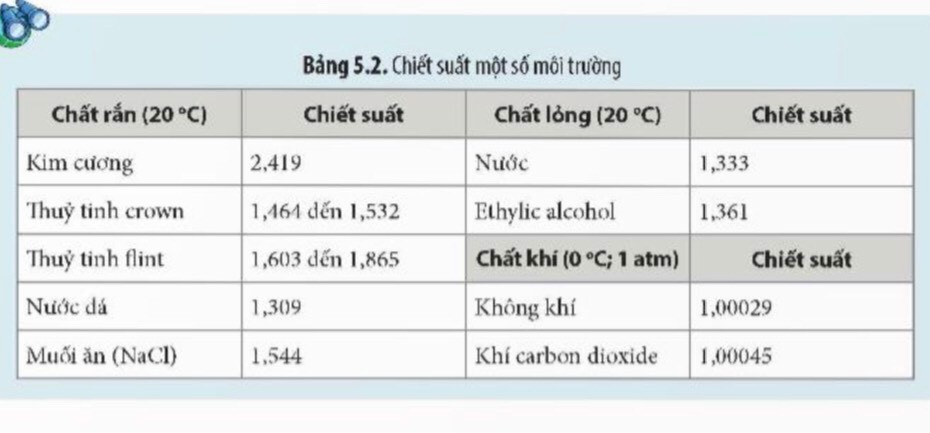 Bảng 5.2. Chiết suất một số môi trường
Chất rắn (20 °C) Chiết suất Chất lỏng (20 °C) Chiết suất
Kim cương 2,419 Nước 1,333
Thuỷ tinh crown 1,464 đến 1,532 Ethylic alcohol 1,361
Thuỷ tinh flint 1,603 đến 1,865 Chất khí (0 °C; 1 atm) Chiết suất
Nước đá 1,309 Không khí 1,00029
Muối ăn (NaCl) 1,544 Khí carbon dioxide 1,00045